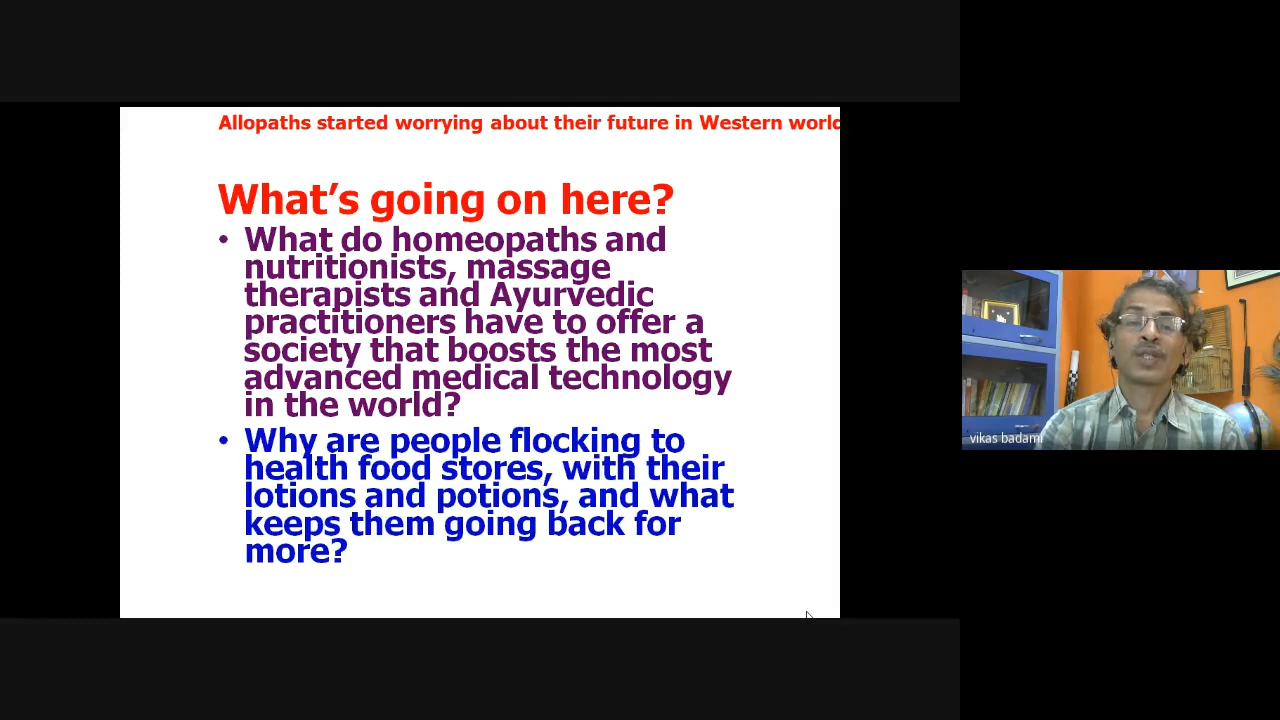 Allopaths started worrying about their future in Western world
What's going on here?
• What do homeopaths and
nutritionists, massage
therapists and Ayurvedic
practitioners have to offer a
society that boosts the most
advanced medical technology
in the world?
• Why are people flocking to
health food stores, with their
lotions and potions, and what
keeps them going back for
more?
vikas badami